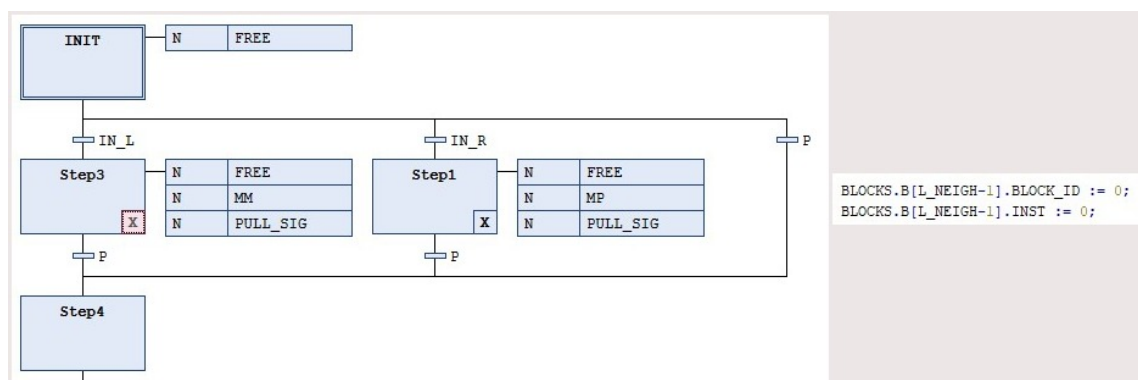 INIT N FREE
IN_L IN_R P
Step3 N FREE Step1 N FREE
N MM N MP
X N PULL_SIG X N PULL_SIG
P P
Step4
BLOCKS.B[L_NEIGH-1].BLOCK_ID := 0;
BLOCKS.B[L_NEIGH-1].INST := 0;